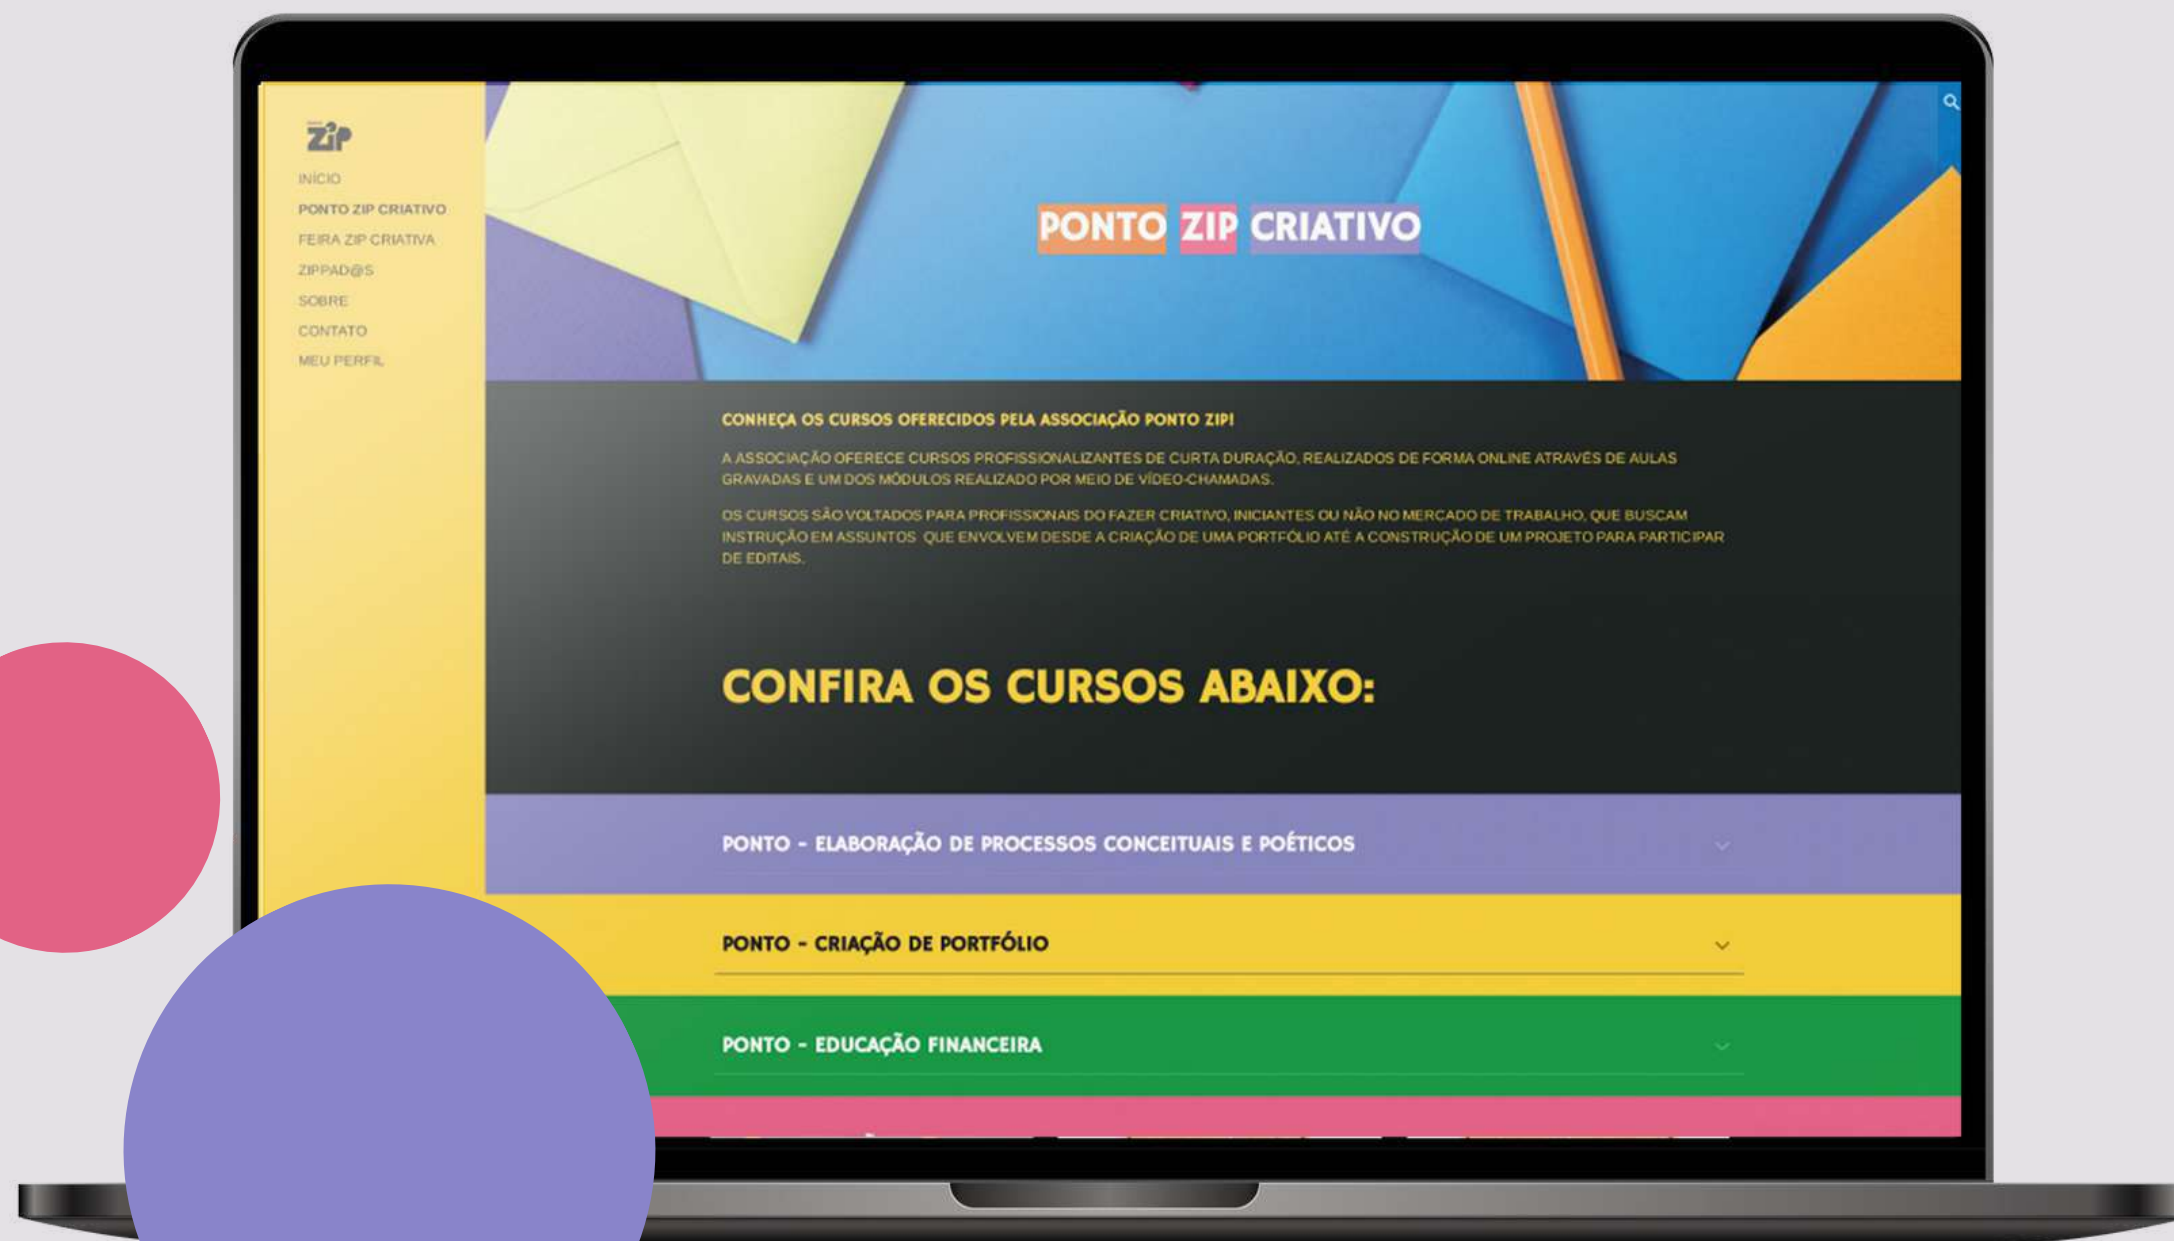 ZIP
INÍCIO
PONTO ZIP CRIATIVO
FEIRA ZIP CRIATIVA
ZIPPAD@S
SOBRE
CONTATO
MEU PERFIL
PONTO ZIP CRIATIVO
CONHEÇA OS CURSOS OFERECIDOS PELA ASSOCIAÇÃO PONTO ZIP!
A ASSOCIAÇÃO OFERECE CURSOS PROFISSIONALIZANTES DE CURTA DURAÇÃO, REALIZADOS DE FORMA ONLINE ATRAVÉS DE AULAS
GRAVADAS E UM DOS MÓDULOS REALIZADO POR MEIO DE VÍDEO-CHAMADAS.
OS CURSOS SÃO VOLTADOS PARA PROFISSIONAIS DO FAZER CRIATIVO, INICIANTES OU NÃO NO MERCADO DE TRABALHO, QUE BUSCAM
INSTRUÇÃO EM ASSUNTOS QUE ENVOLVEM DESDE A CRIAÇÃO DE UMA PORTFÓLIO ATÉ A CONSTRUÇÃO DE UM PROJETO PARA PARTICIPAR
DE EDITAIS.
CONFIRA OS CURSOS ABAIXO:
PONTO - ELABORAÇÃO DE PROCESSOS CONCEITUAIS E POÉTICOS
PONTO - CRIAÇÃO DE PORTFÓLIO
PONTO - EDUCAÇÃO FINANCEIRA